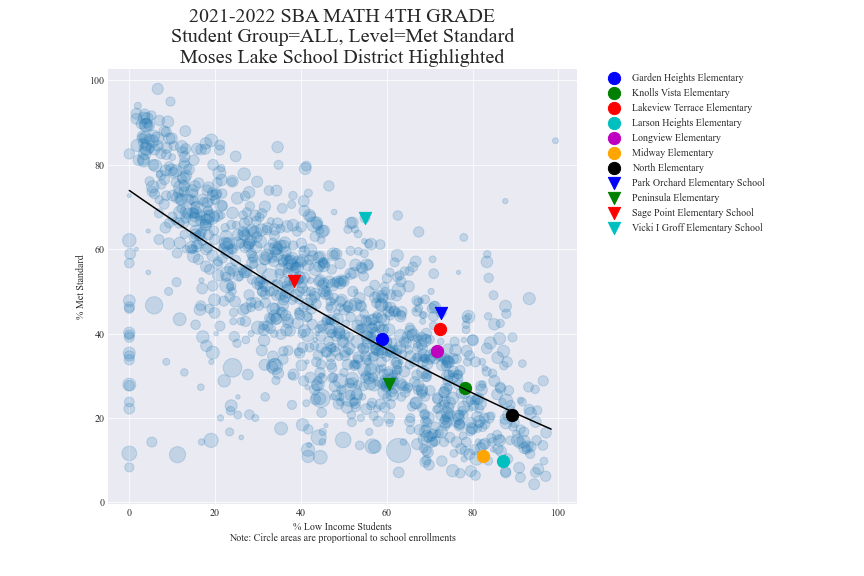 2021-2022 SBA MATH 4TH GRADE
Student Group=ALL, Level=Met Standard
Moses Lake School District Highlighted
100
80
60
40
20
0
% Met Standard
0 20 40 60 80 100
% Low Income Students
Note: Circle areas are proportional to school enrollments
Garden Heights Elementary
Knolls Vista Elementary
Lakeview Terrace Elementary
Larson Heights Elementary
Longview Elementary
Midway Elementary
North Elementary
Park Orchard Elementary School
Peninsula Elementary
Sage Point Elementary School
Vicki I Groff Elementary School